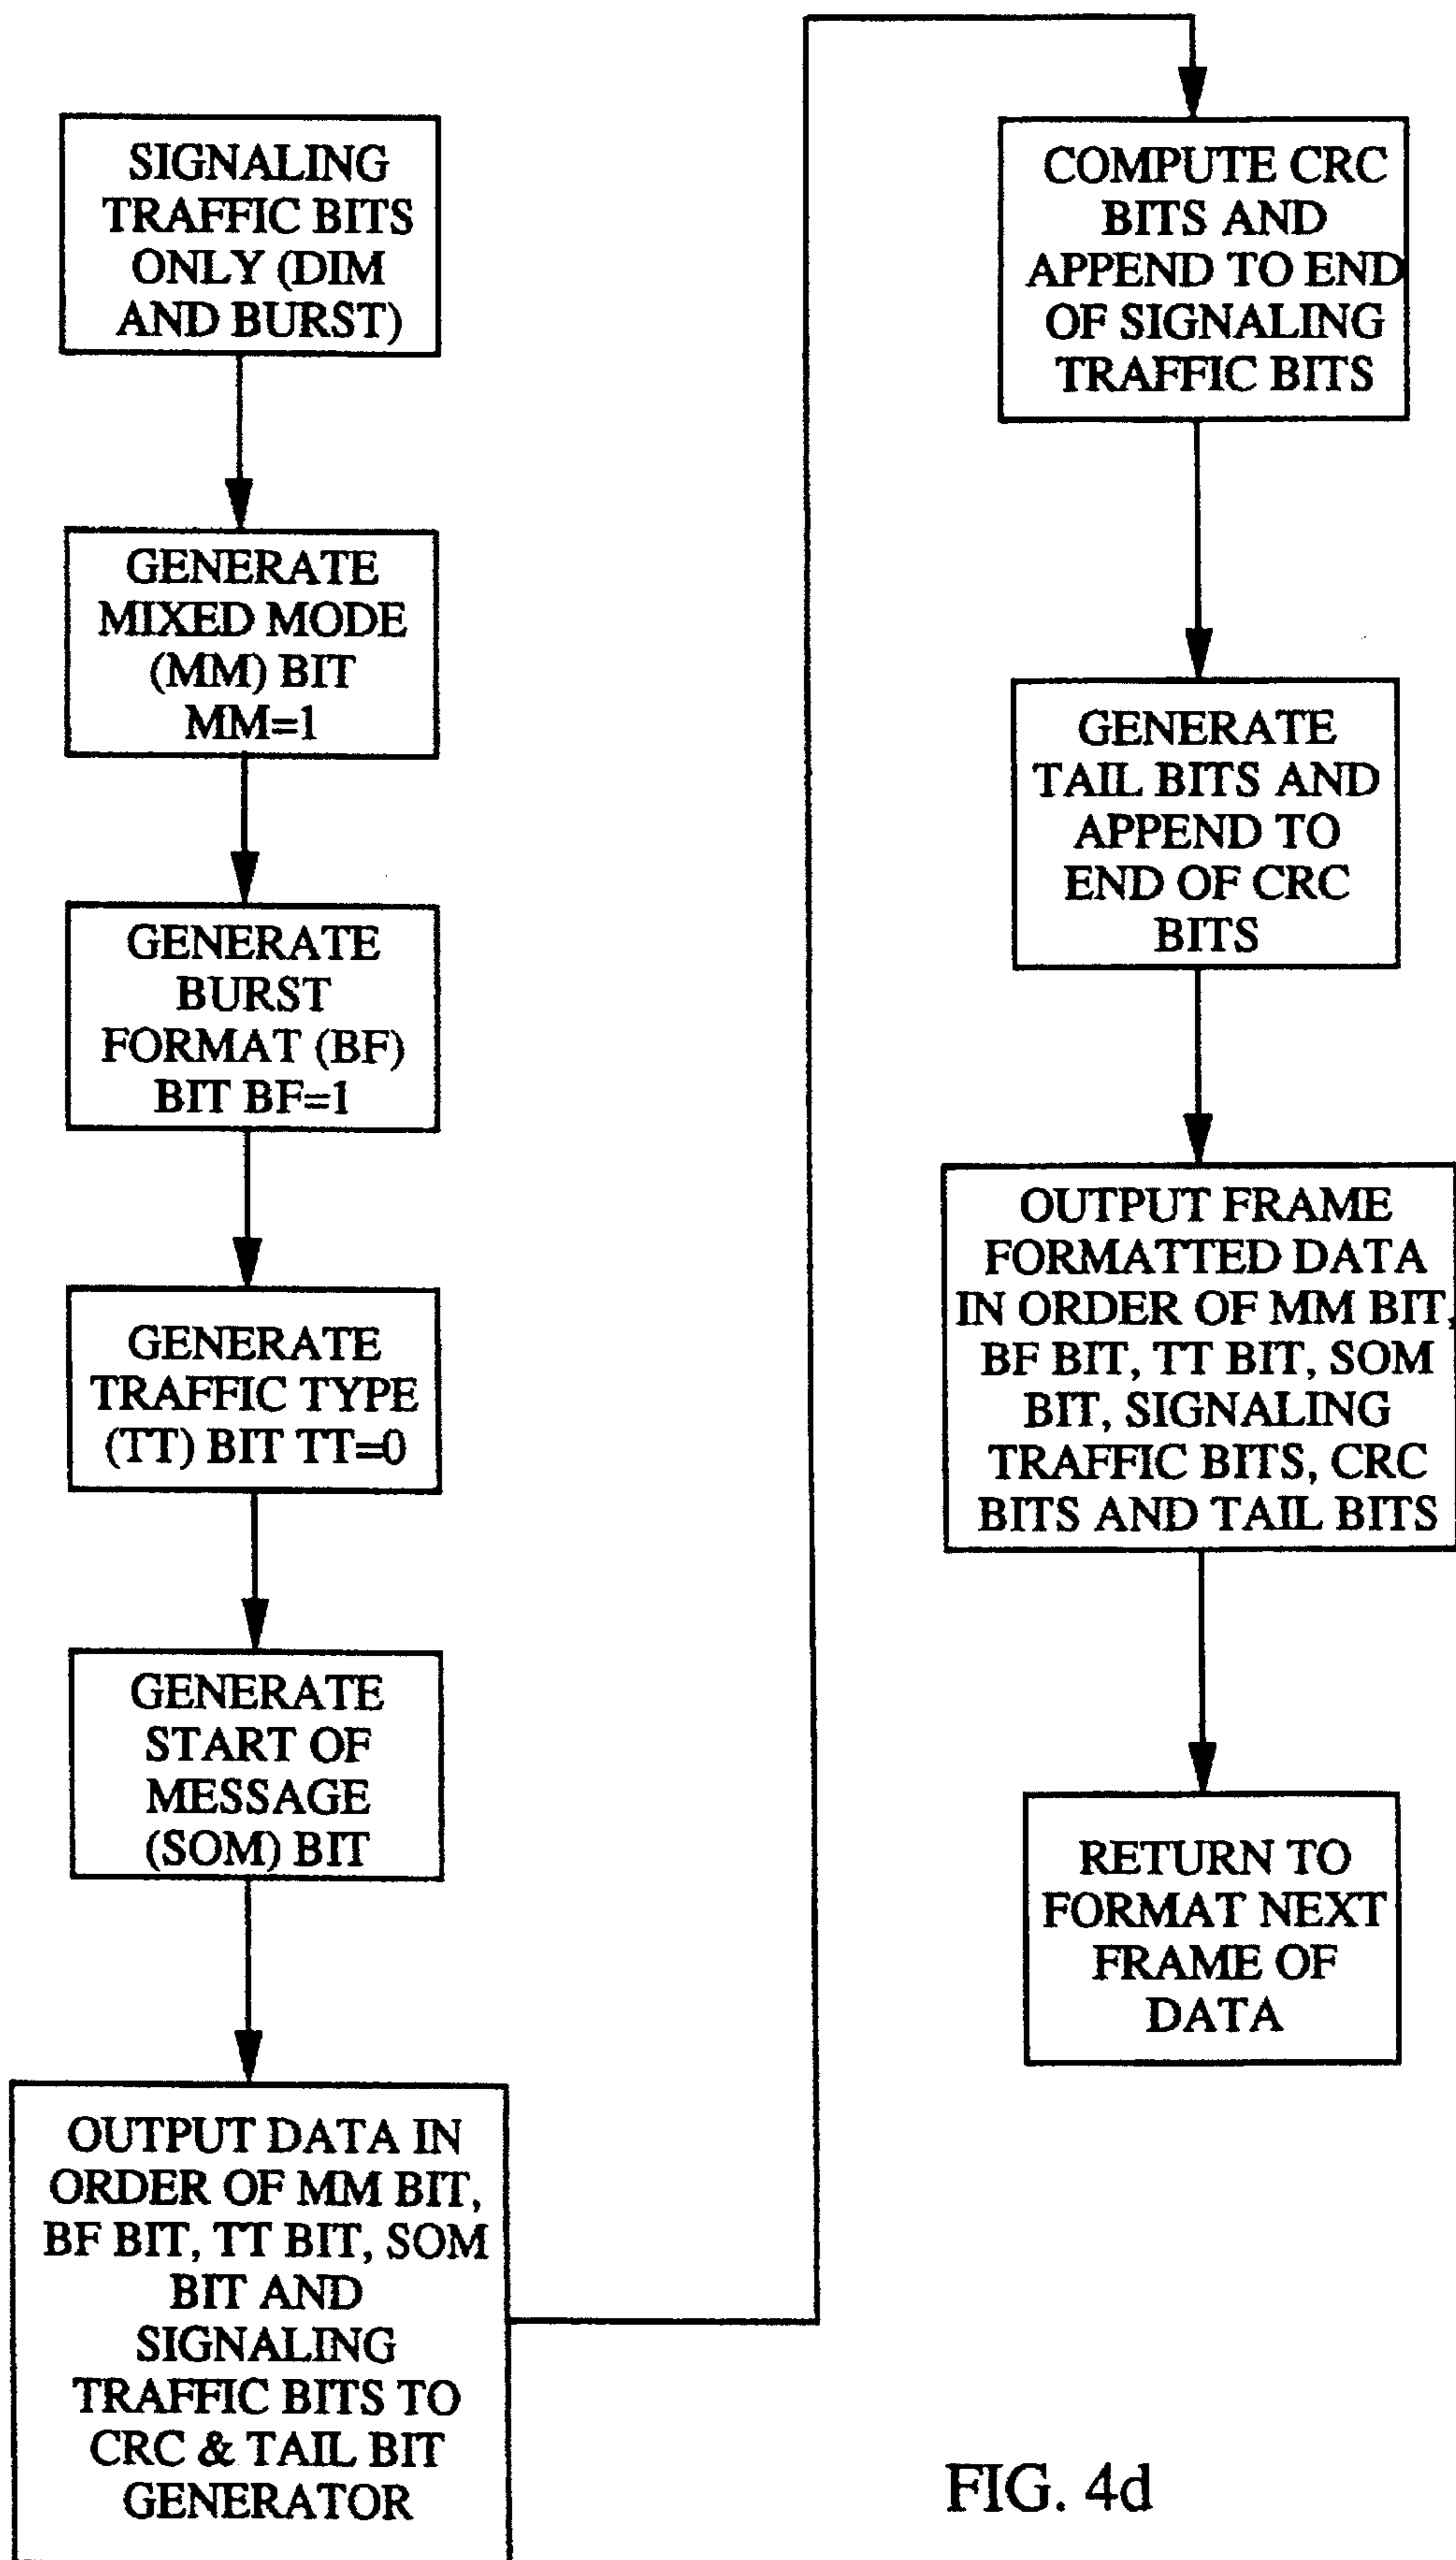 SIGNALING
TRAFFIC BITS
ONLY (DIM
AND BURST)
GENERATE
MIXED MODE
(MM) BIT
MM=1
GENERATE
BURST
FORMAT (BF)
BIT BF=1
GENERATE
TRAFFIC TYPE
(TT) BIT TT=0
GENERATE
START OF
MESSAGE
(SOM) BIT
OUTPUT DATA IN
ORDER OF MM BIT,
BF BIT, TT BIT, SOM
BIT AND
SIGNALING
TRAFFIC BITS TO
CRC & TAIL BIT
GENERATOR
COMPUTE CRC
BITS AND
APPEND TO END
OF SIGNALING
TRAFFIC BITS
GENERATE
TAIL BITS AND
APPEND TO
END OF CRC
BITS
OUTPUT FRAME
FORMATTED DATA
IN ORDER OF MM BIT,
BF BIT, TT BIT, SOM
BIT, SIGNALING
TRAFFIC BITS, CRC
BITS AND TAIL BITS
RETURN TO
FORMAT NEXT
FRAME OF
DATA
FIG. 4d